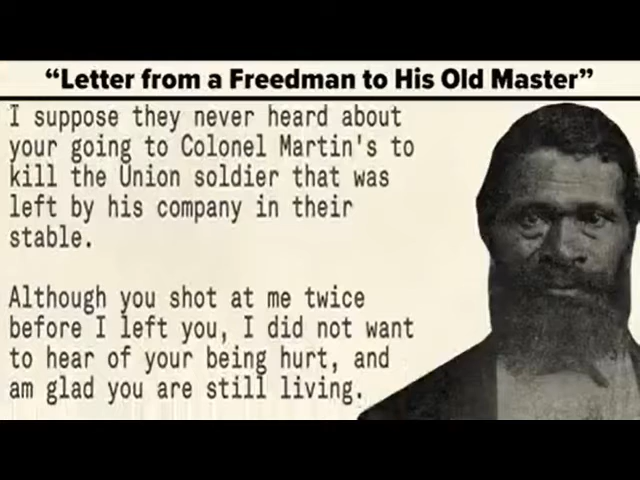 “Letter from a Freedman to His Old Master”
I suppose they never heard about
your going to Colonel Martin's to
kill the Union soldier that was
left by his company in their
stable.
Although you shot at me twice
before I left you, I did not want
to hear of your being hurt, and
am glad you are still living.